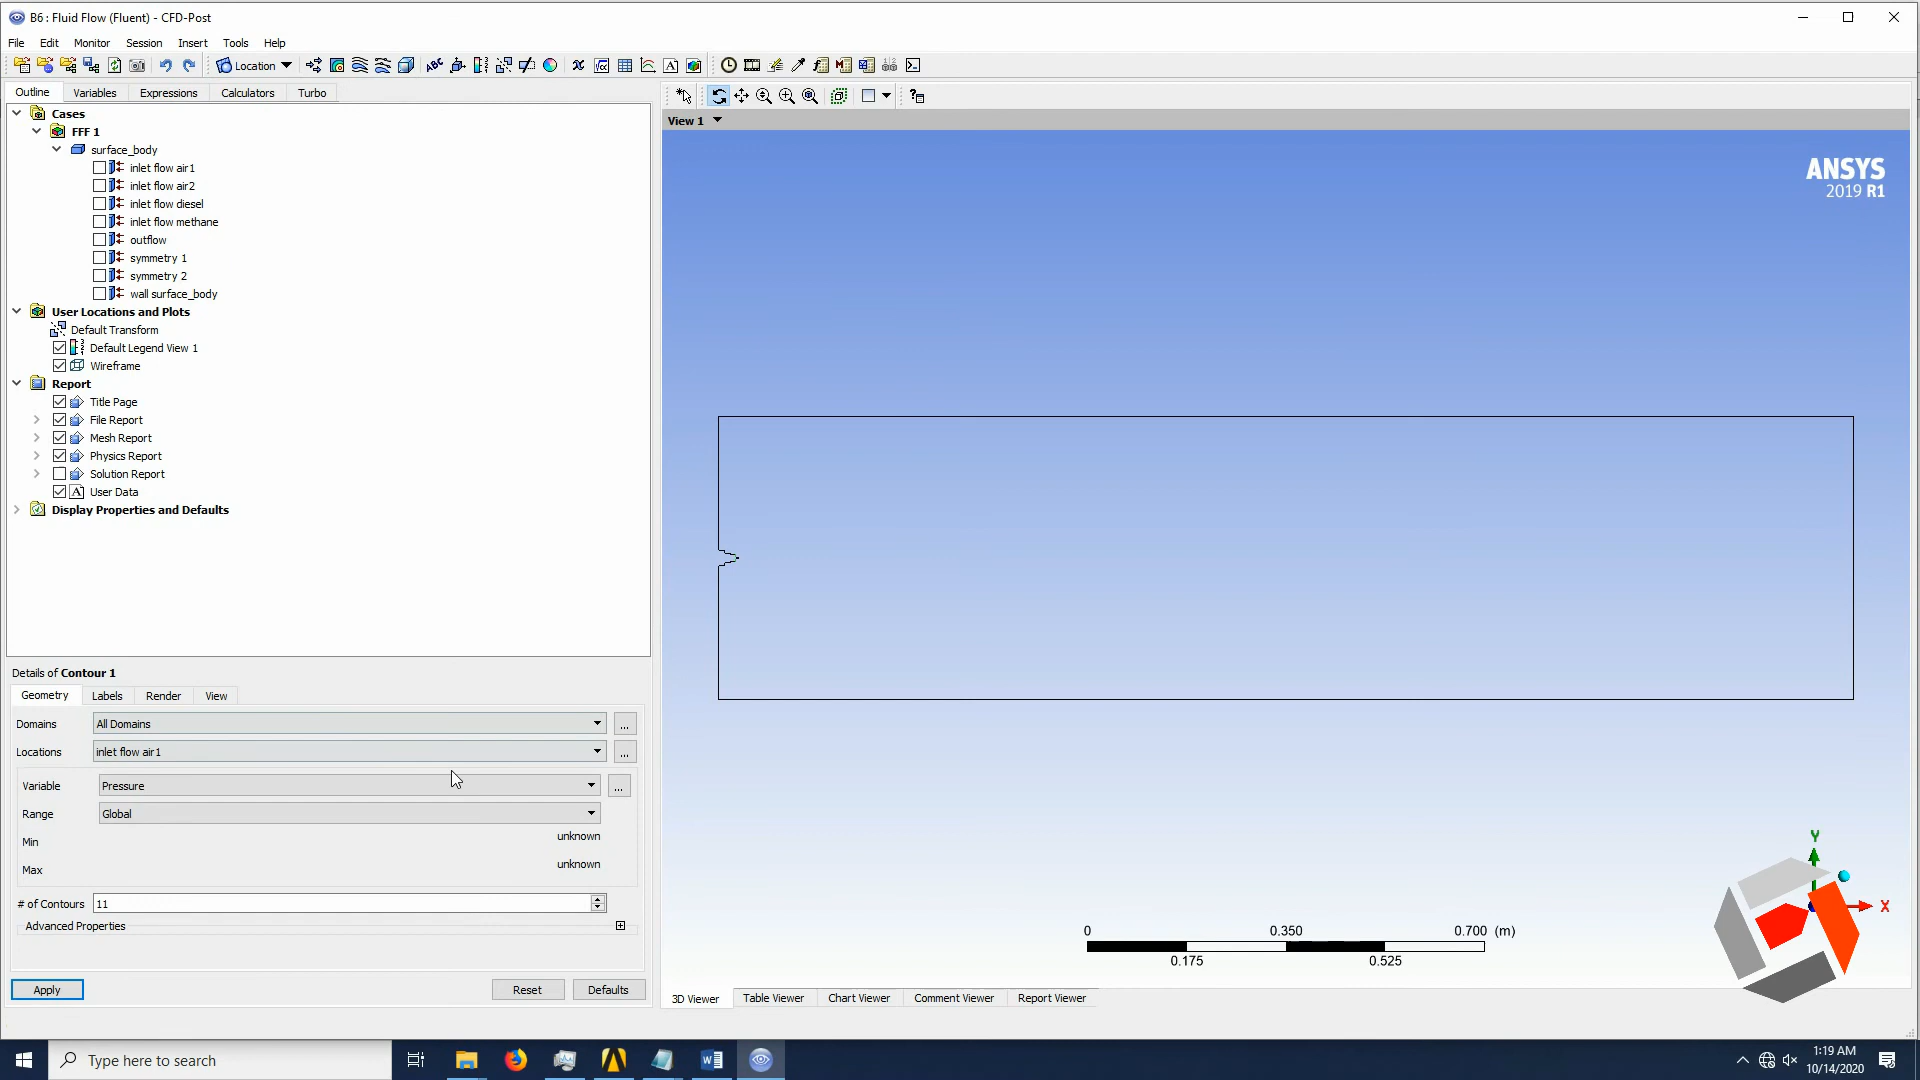 B6 : Fluid Flow (Fluent) - CFD-Post
File Edit Monitor Session Insert Tools Help
Location
Outline Variables Expressions Calculators Turbo
Cases
FFF 1
surface_body
inlet flow air1
inlet flow air2
inlet flow diesel
inlet flow methane
outflow
symmetry 1
symmetry 2
wall surface_body
User Locations and Plots
Default Transform
Default Legend View 1
Wireframe
Report
Title Page
File Report
Mesh Report
Physics Report
Solution Report
User Data
Display Properties and Defaults
Details of Contour 1
Geometry Labels Render View
Domains All Domains ...
Locations inlet flow air1 ...
Variable Pressure ...
Range Global
Min unknown
Max unknown
# of Contours 11
Advanced Properties
Apply Reset Defaults
View 1
ANSYS
2019 R1
Y
X
0 0.350 0.700 (m)
0.175 0.525
3D Viewer Table Viewer Chart Viewer Comment Viewer Report Viewer
Type here to search
1:19 AM
10/14/2020